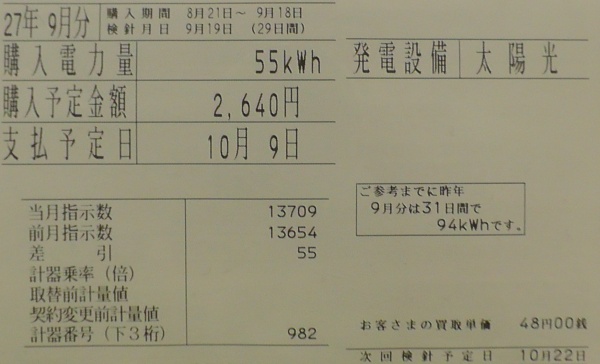 27年 9月分
購入期間 8月21日〜 9月18日
検針月日 9月19日 (29日間)
購入電力量 55kWh
購入予定金額 2,640円
支払予定日 10月 9日
発電設備 太陽光
ご参考までに昨年
9月分は31日間で
94kWhです。
当月指示数 13709
前月指示数 13654
差引 55
計器乗率(倍)
取替前計量値
契約変更前計量値
計器番号(下3桁) 982
お客さまの買取単価 48円00銭
次回検針予定日 10月22日